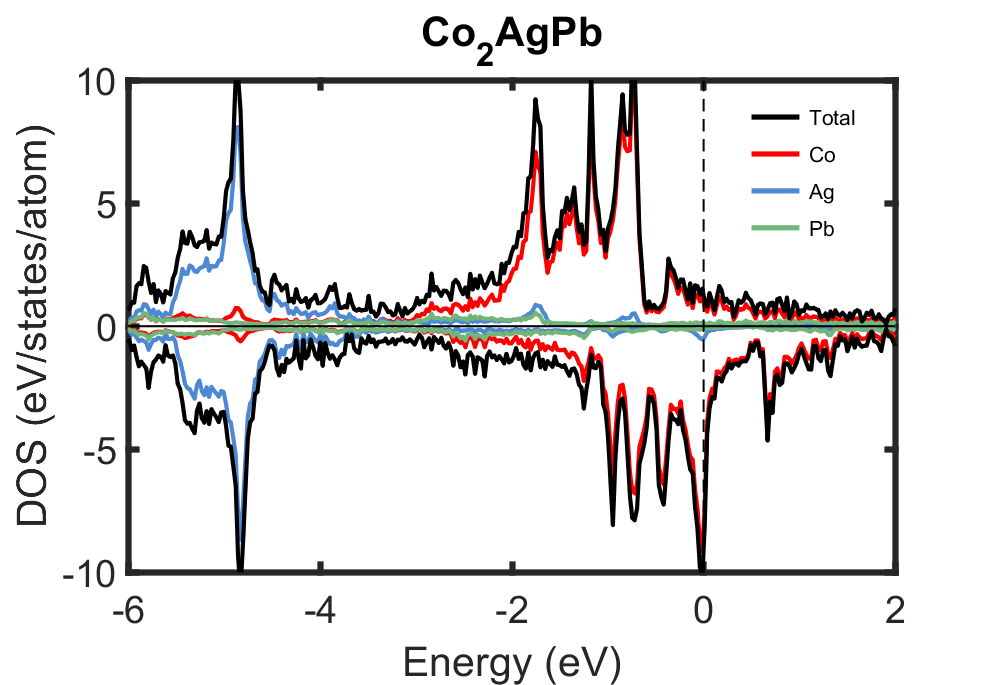 Co2AgPb
10
5
0
-5
-10
DOS (eV/states/atom)
Total
Co
Ag
Pb
-6 -4 -2 0 2
Energy (eV)